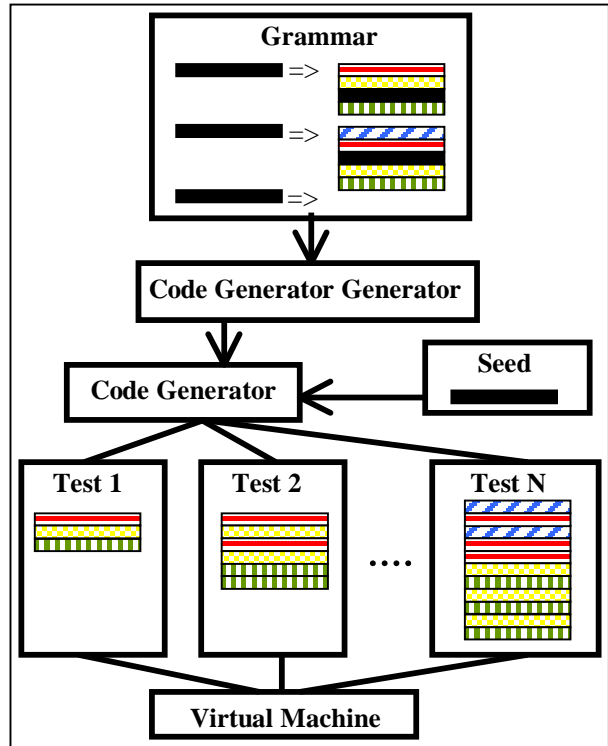 Grammar
=>
=>
=>
Code Generator Generator
Code Generator
Seed
Test 1
Test 2
Test N
....
Virtual Machine